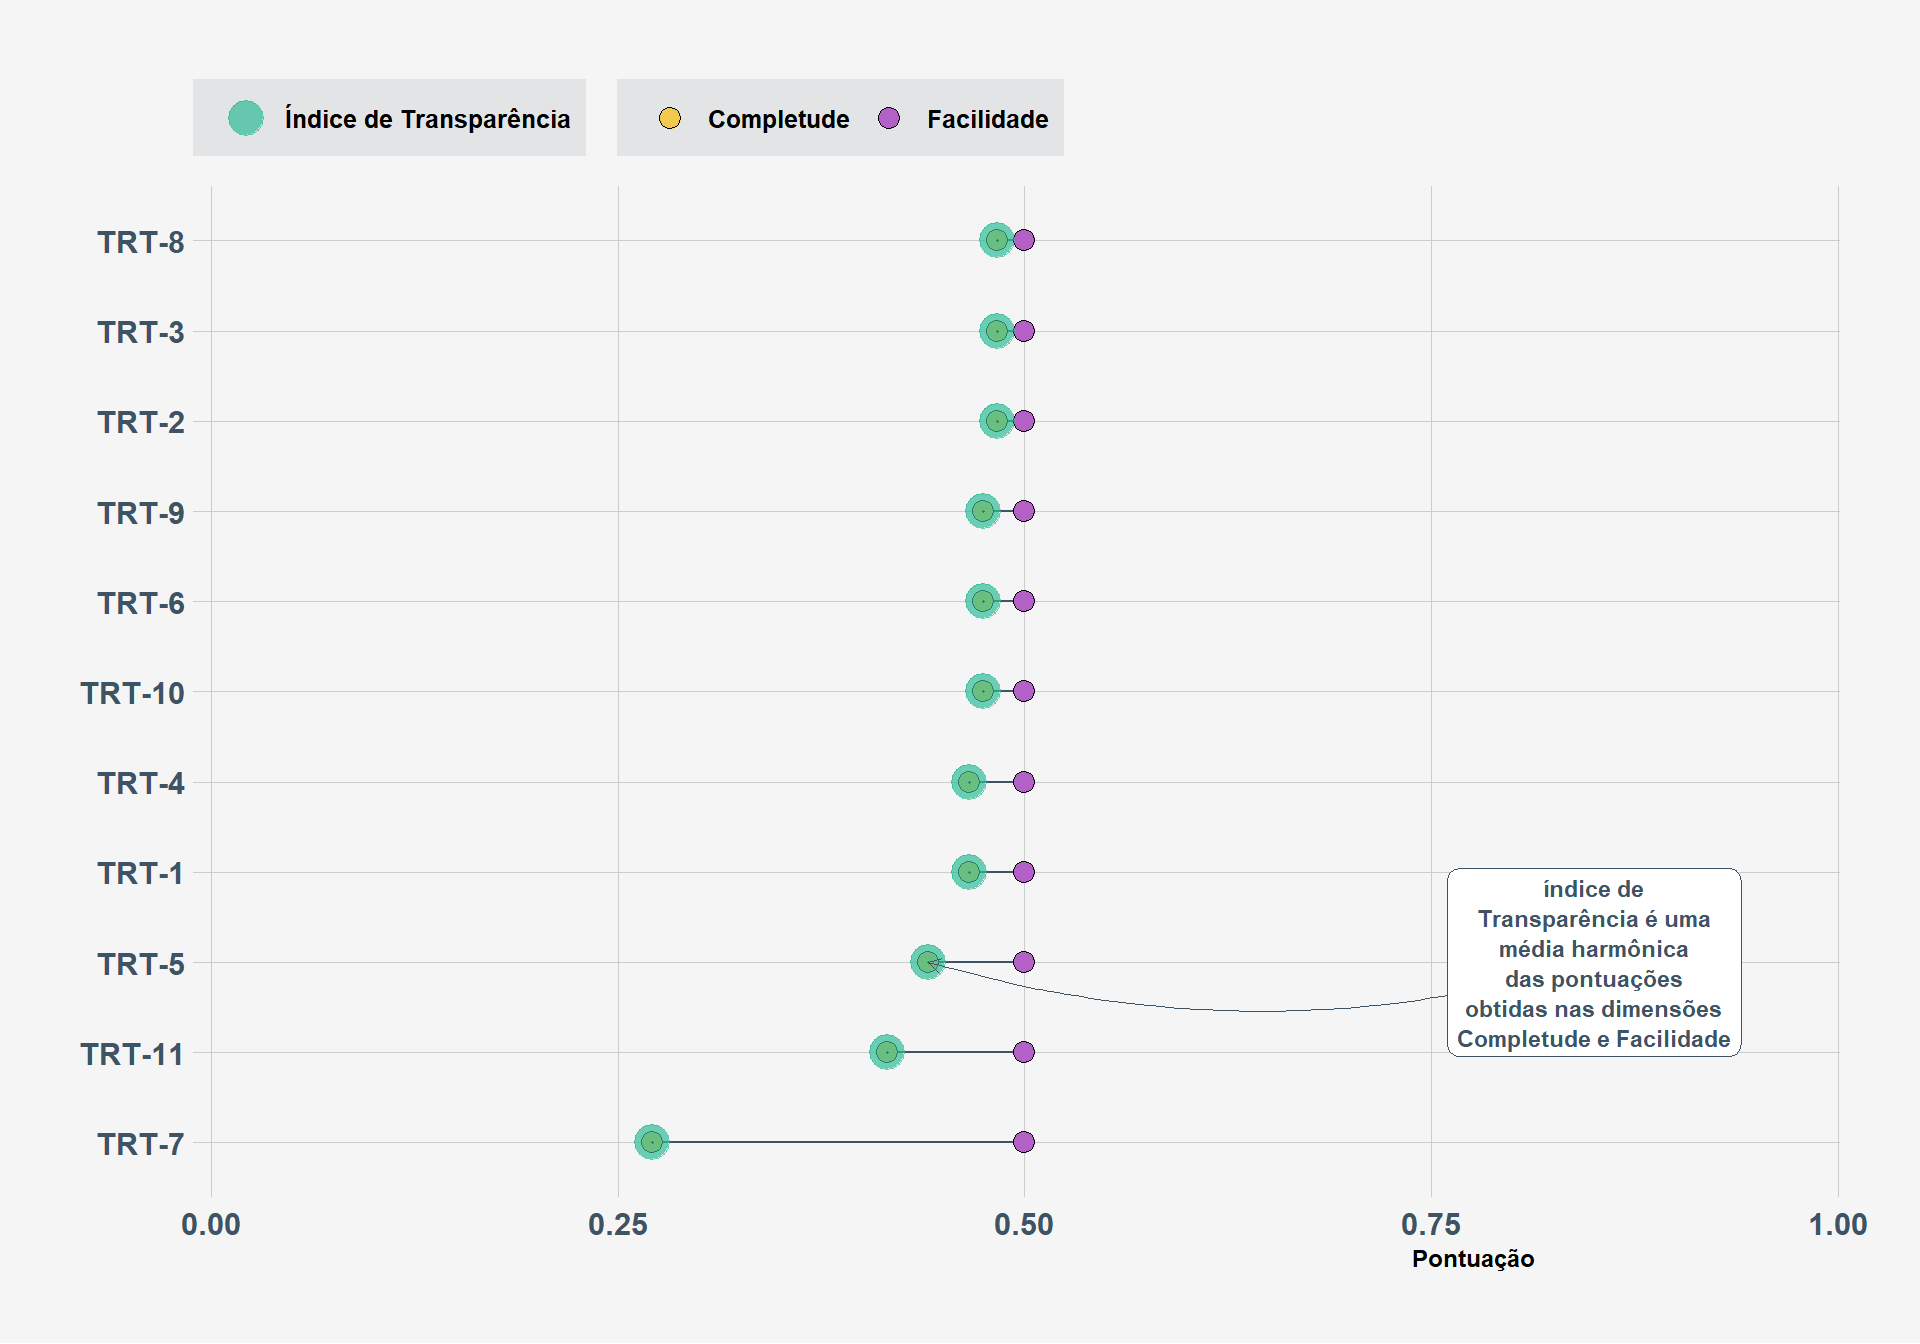 Índice de Transparência
Completude
Facilidade
TRT-8
TRT-3
TRT-2
TRT-9
TRT-6
TRT-10
TRT-4
TRT-1
TRT-5
TRT-11
TRT-7
índice de
Transparência é uma
média harmônica
das pontuações
obtidas nas dimensões
Completude e Facilidade
0.00
0.25
0.50
0.75
1.00
Pontuação